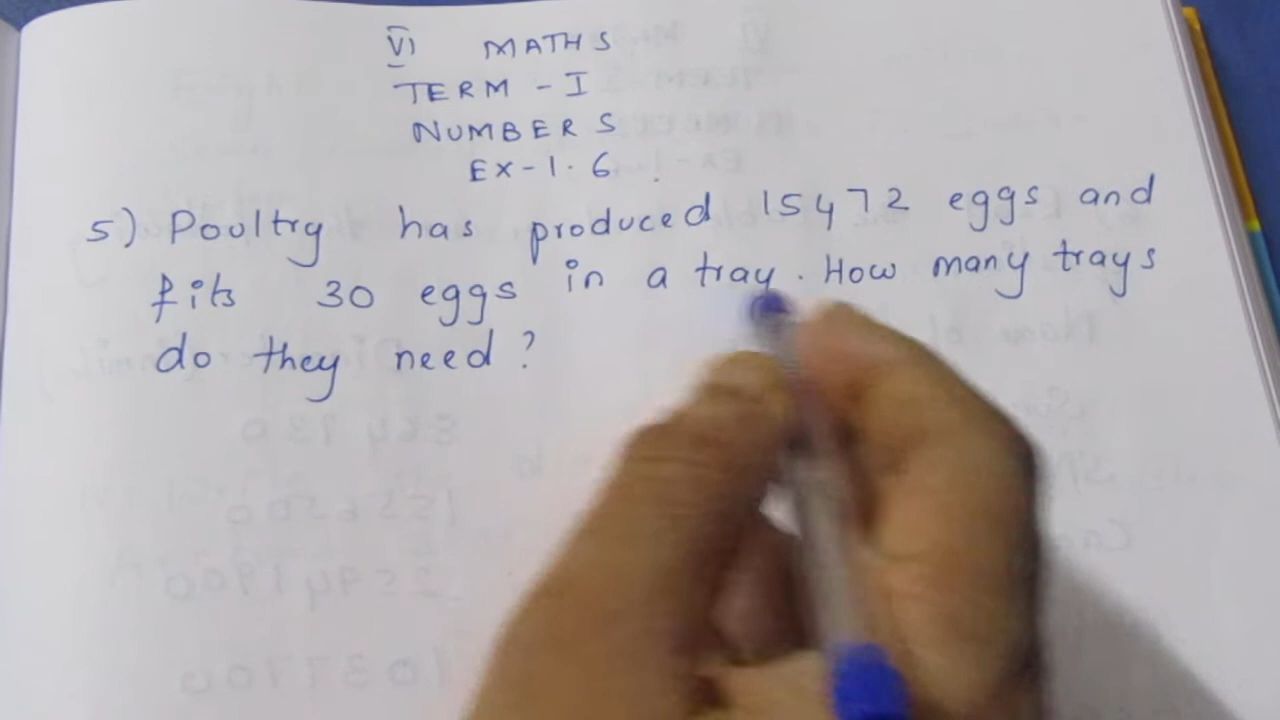 VI MATHS
TERM - I
NUMBERS
EX-1.6
5) Poultry has produced 15472 eggs and
fits 30 eggs in a tray. How many trays
do they need?